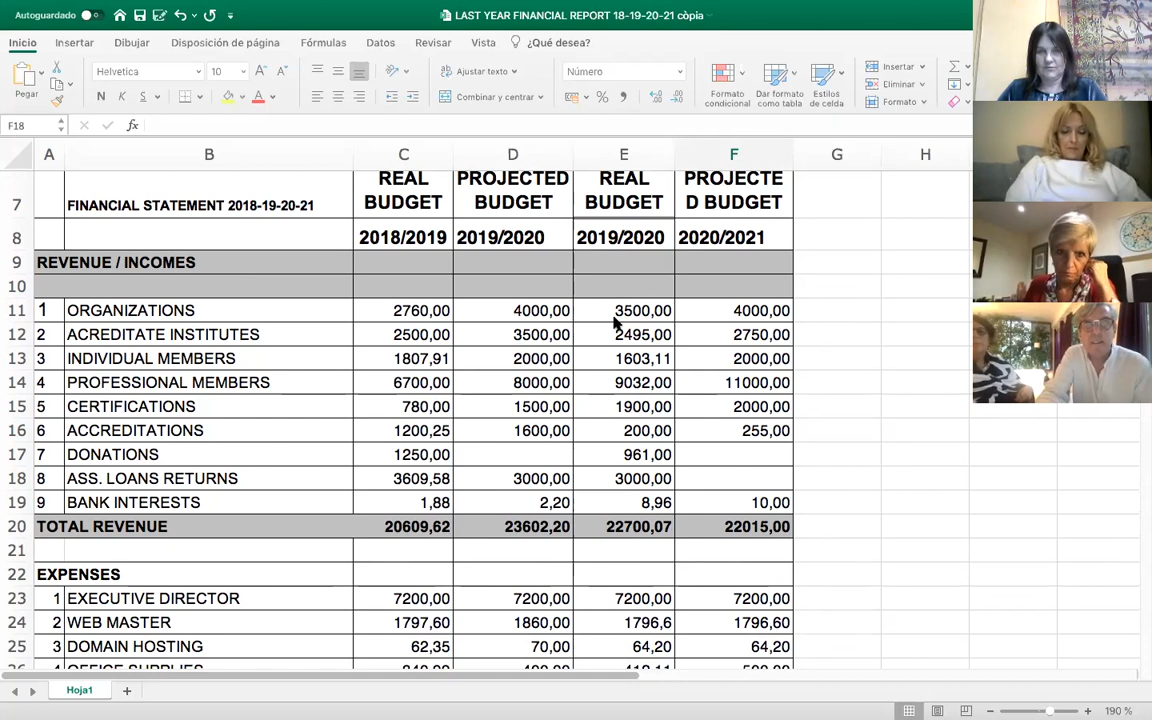 Autoguardado
LAST YEAR FINANCIAL REPORT 18-19-20-21 còpia
Inicio Insertar Dibujar Disposición de página Fórmulas Datos Revisar Vista ¿Qué desea?
Pegar
Helvetica 10
N K S
Ajustar texto
Combinar y centrar
Número
Formato condicional
Dar formato como tabla
Estilos de celda
Insertar
Eliminar
Formato
F18 fx
A B C D E F G H
7 FINANCIAL STATEMENT 2018-19-20-21 REAL BUDGET PROJECTED BUDGET REAL BUDGET PROJECTE D BUDGET
8 2018/2019 2019/2020 2019/2020 2020/2021
9 REVENUE / INCOMES
10
11 1 ORGANIZATIONS 2760,00 4000,00 3500,00 4000,00
12 2 ACREDITATE INSTITUTES 2500,00 3500,00 2495,00 2750,00
13 3 INDIVIDUAL MEMBERS 1807,91 2000,00 1603,11 2000,00
14 4 PROFESSIONAL MEMBERS 6700,00 8000,00 9032,00 11000,00
15 5 CERTIFICATIONS 780,00 1500,00 1900,00 2000,00
16 6 ACCREDITATIONS 1200,25 1600,00 200,00 255,00
17 7 DONATIONS 1250,00 961,00
18 8 ASS. LOANS RETURNS 3609,58 3000,00 3000,00
19 9 BANK INTERESTS 1,88 2,20 8,96 10,00
20 TOTAL REVENUE 20609,62 23602,20 22700,07 22015,00
21
22 EXPENSES
23 1 EXECUTIVE DIRECTOR 7200,00 7200,00 7200,00 7200,00
24 2 WEB MASTER 1797,60 1860,00 1796,6 1796,60
25 3 DOMAIN HOSTING 62,35 70,00 64,20 64,20
Hoja1
190 %